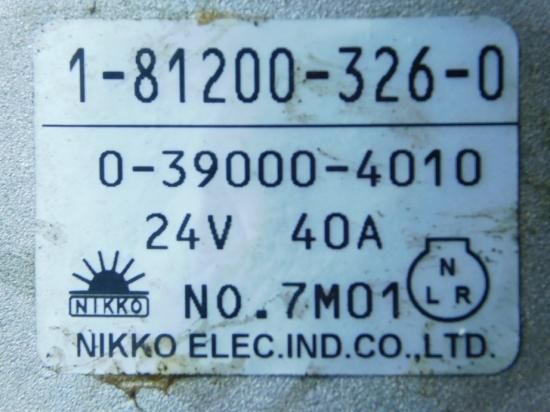 1-81200-326-0
0-39000-4010
24V 40A
NIKKO NO.7M01 N
L R
NIKKO ELEC.IND.CO.,LTD.